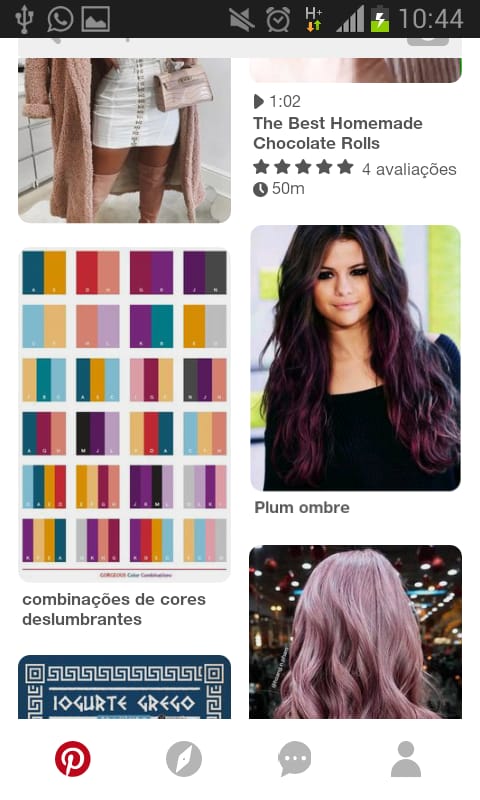 H+
10:44
1:02
The Best Homemade
Chocolate Rolls
4 avaliações
50m
GORGEOUS Color Combinations
combinações de cores
deslumbrantes
Plum ombre
IOGURTE GREGO